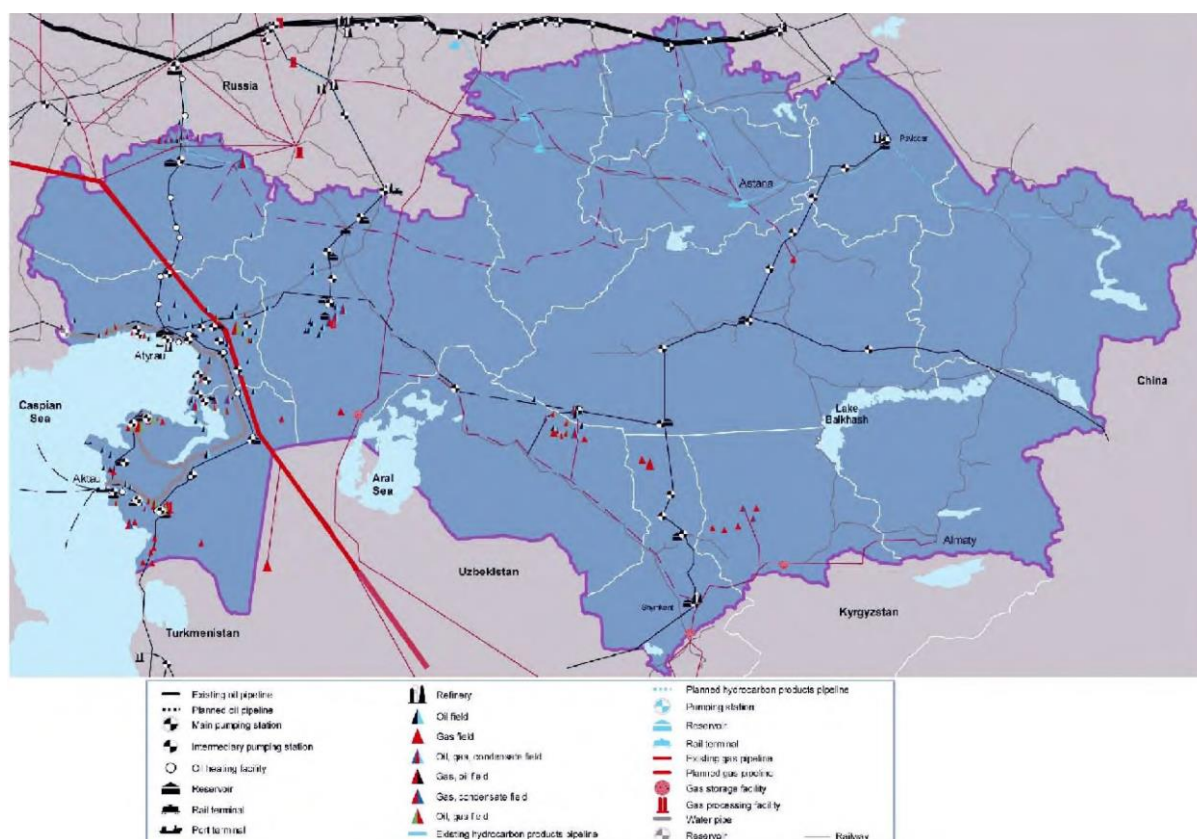 Russia
Pavlodar
Astana
Atyrau
China
Caspian
Sea
Lake
Balkhash
Aktau
Aral
Sea
Almaty
Uzbekistan
Shymkent
Kyrgyzstan
Turkmenistan
Existing oil pipeline
Planned oil pipeline
Main pumping station
Intermeciary pumping station
Oil heating facility
Reservoir
Rail terminal
Port terminal
Refinery
Oil field
Gas field
Oil, gas, condensate field
Gas, oil field
Gas, condensate field
Oil, gas field
Existing hydrocarbon products pipeline
Planned hydrocarbon products pipeline
Pumping station
Reservoir
Rail terminal
Existing gas pipeline
Planned gas pipeline
Gas storage facility
Gas processing facility
Water pipe
Reservoir
Railway